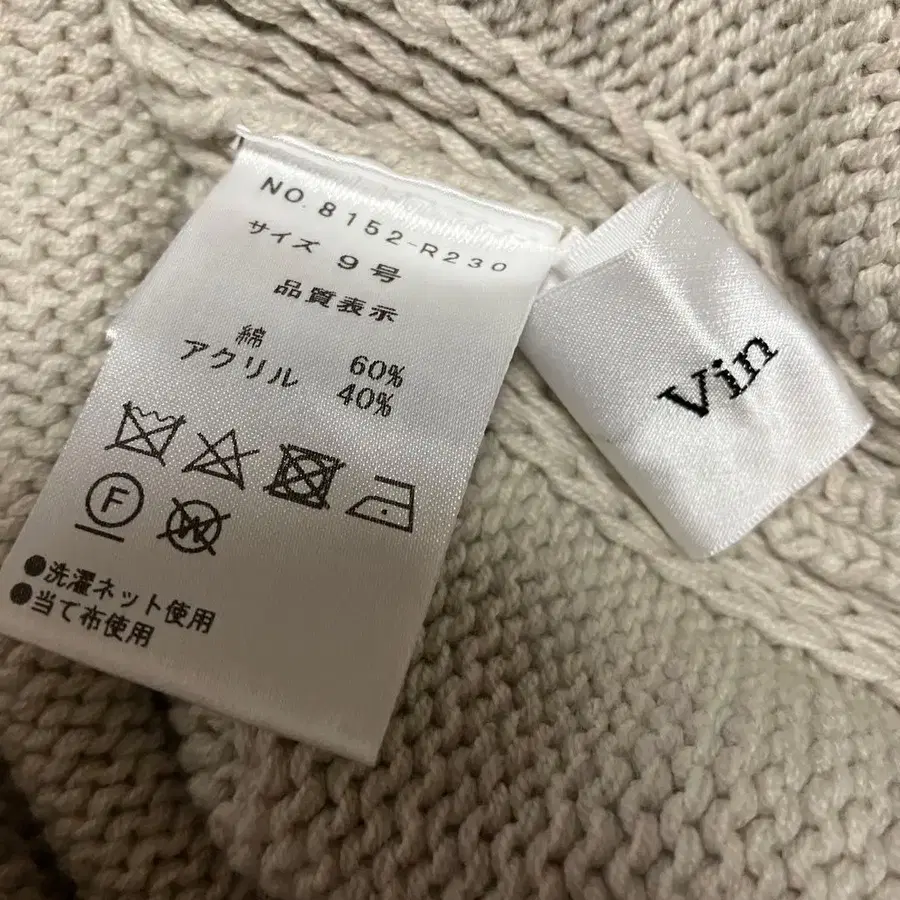 NO.8152-R230
サイズ 9号
品質表示
綿 60%
アクリル 40%
F
W
●洗濯ネット使用
●当て布使用
Vin